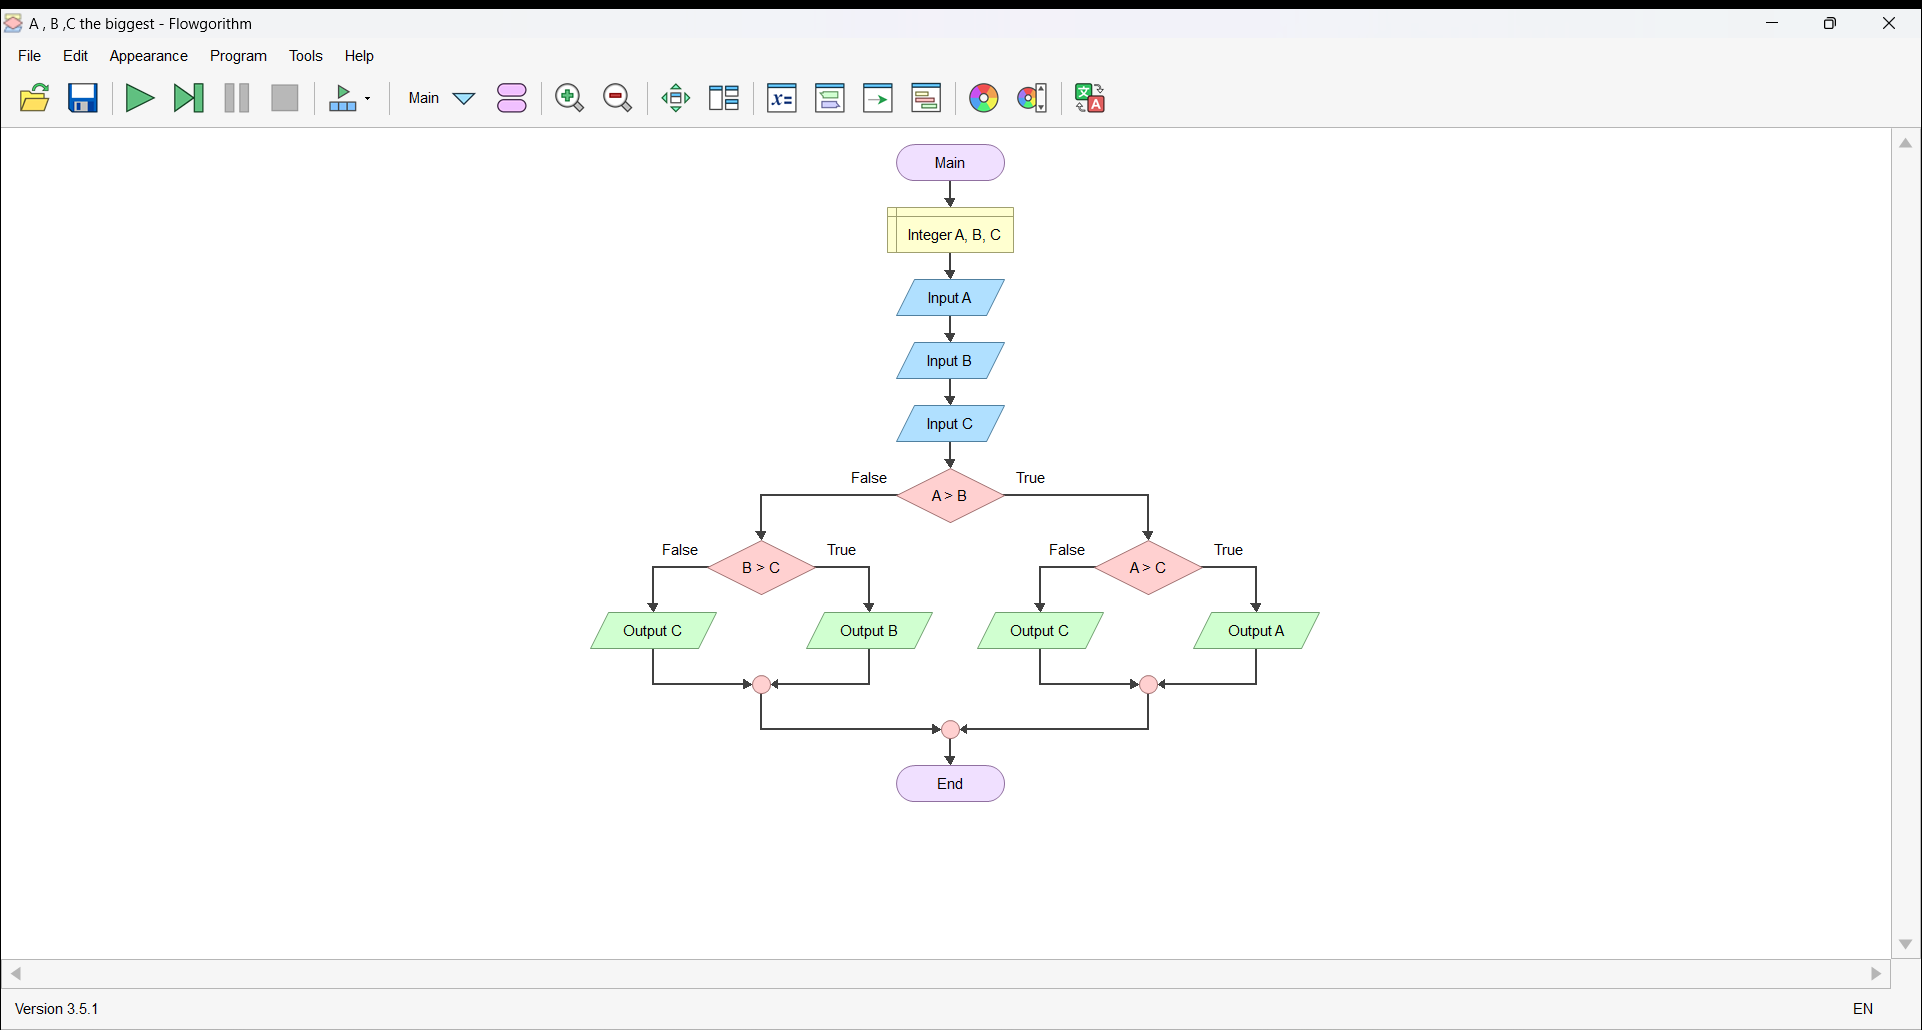 A , B ,C the biggest - Flowgorithm
File Edit Appearance Program Tools Help
Main x= 文 A
Main
Integer A, B, C
Input A
Input B
Input C
False True
A > B
False True False True
B > C A > C
Output C Output B Output C Output A
End
Version 3.5.1 EN